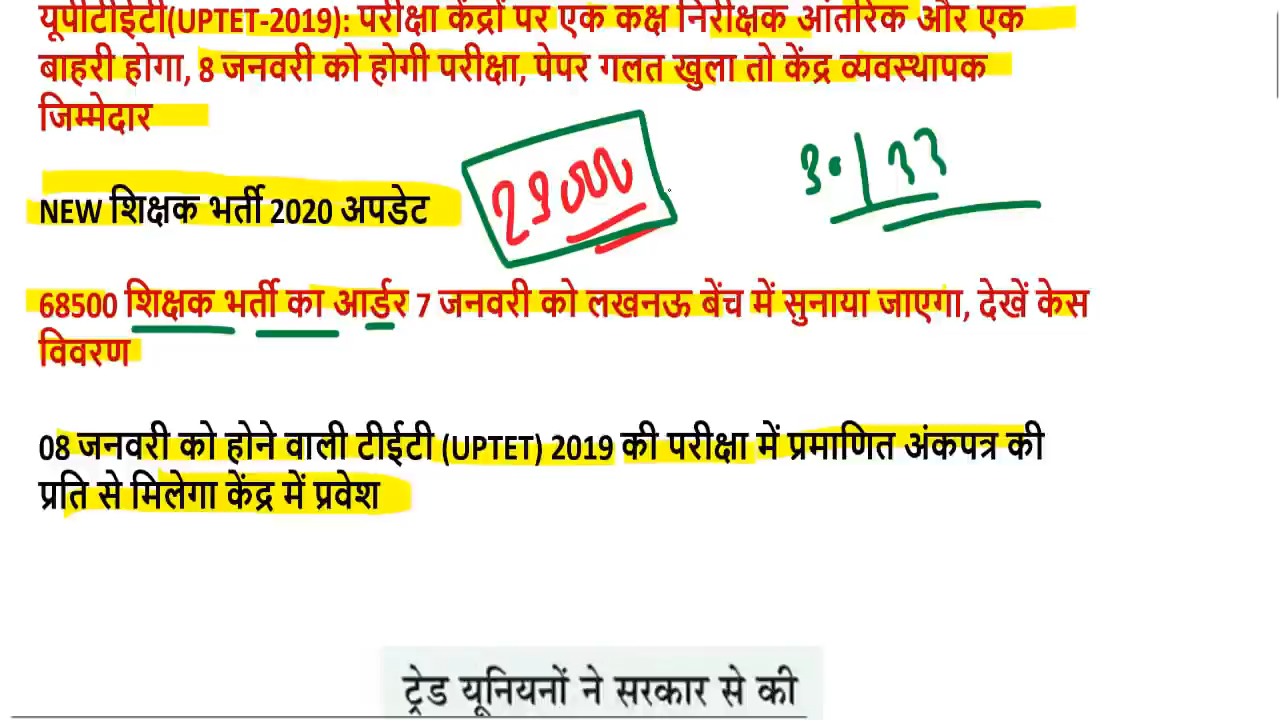 यूपीटीईटी(UPTET-2019): परीक्षा केंद्रों पर एक कक्ष निरीक्षक आंतरिक और एक
बाहरी होगा, 8 जनवरी को होगी परीक्षा, पेपर गलत खुला तो केंद्र व्यवस्थापक
जिम्मेदार
29000
30/33
NEW शिक्षक भर्ती 2020 अपडेट
68500 शिक्षक भर्ती का आर्डर 7 जनवरी को लखनऊ बेंच में सुनाया जाएगा, देखें केस
विवरण
08 जनवरी को होने वाली टीईटी (UPTET) 2019 की परीक्षा में प्रमाणित अंकपत्र की
प्रति से मिलेगा केंद्र में प्रवेश
ट्रेड यूनियनों ने सरकार से की